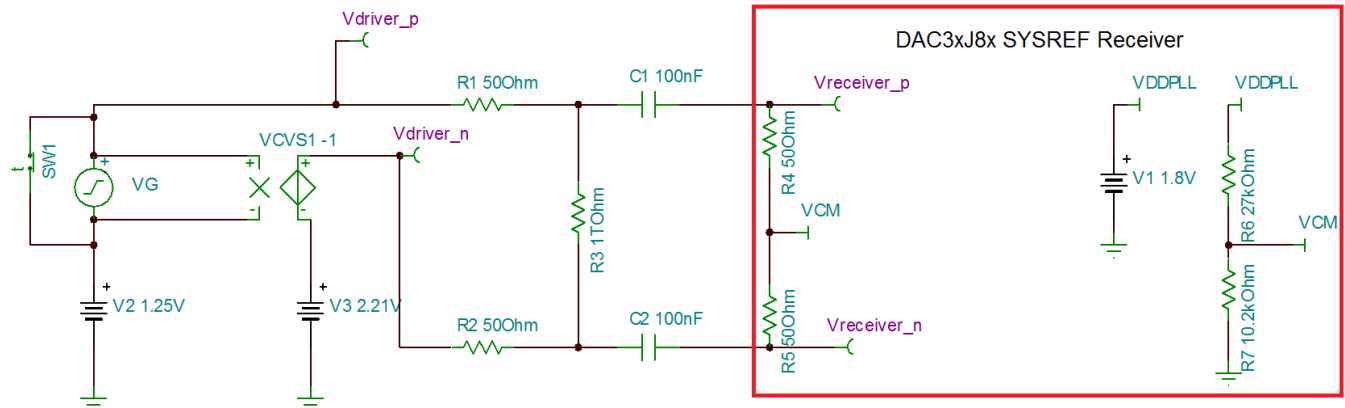 DAC3xJ8x SYSREF Receiver
Vdriver_p
R1 50Ohm
C1 100nF
Vreceiver_p
VDDPLL
VDDPLL
t
SW1
+
VG
VCVS1 -1
+
-
+
-
Vdriver_n
R3 1TOhm
R4 50Ohm
VCM
+
V1 1.8V
R6 27kOhm
VCM
+
V2 1.25V
+
V3 2.21V
R2 50Ohm
C2 100nF
R5 50Ohm
Vreceiver_n
R7 10.2kOhm